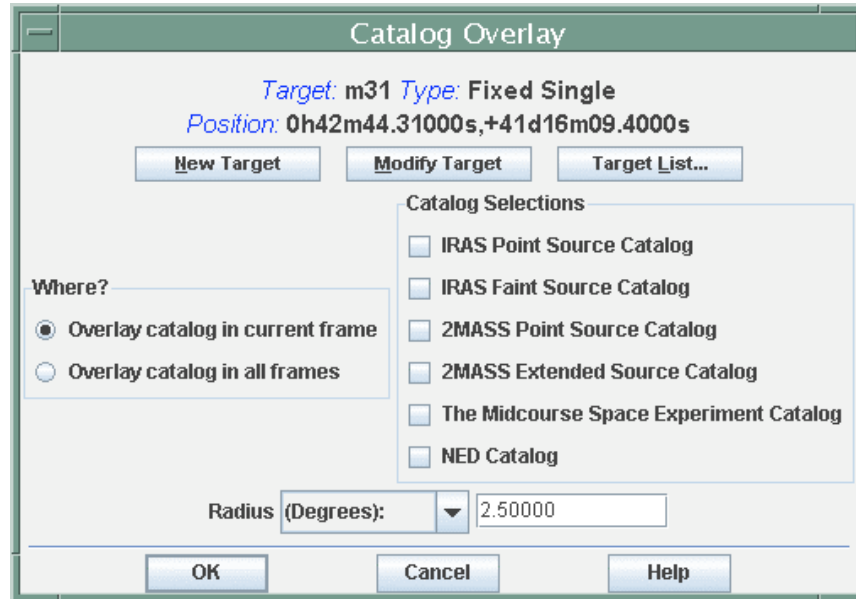 Catalog Overlay
Target: m31 Type: Fixed Single
Position: 0h42m44.31000s,+41d16m09.4000s
New Target Modify Target Target List...
Where?
Overlay catalog in current frame
Overlay catalog in all frames
Catalog Selections
IRAS Point Source Catalog
IRAS Faint Source Catalog
2MASS Point Source Catalog
2MASS Extended Source Catalog
The Midcourse Space Experiment Catalog
NED Catalog
Radius (Degrees): 2.50000
OK Cancel Help